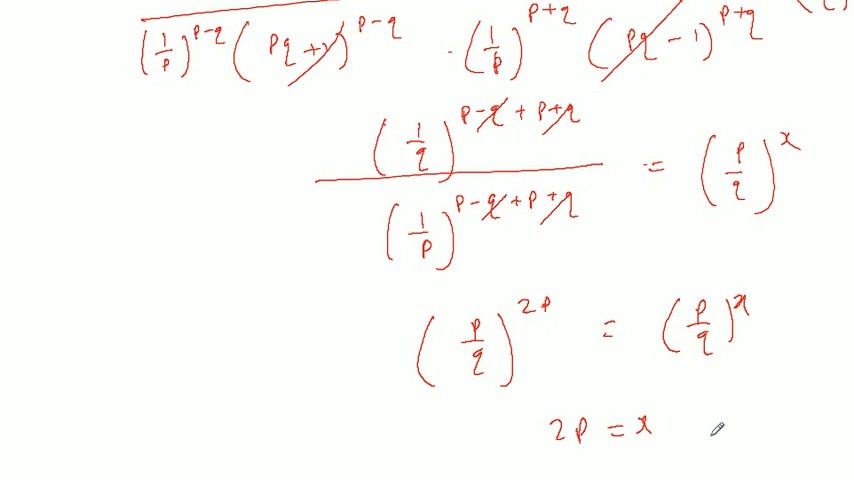 (1/p)^{p-q} (pq+1)^{p-q} · (1/p)^{p+q} (pq-1)^{p+q}
(1/q)^{p-q+p+q} / (1/p)^{p-q+p+q} = (p/q)^x
(p/q)^{2p} = (p/q)^x
2p = x